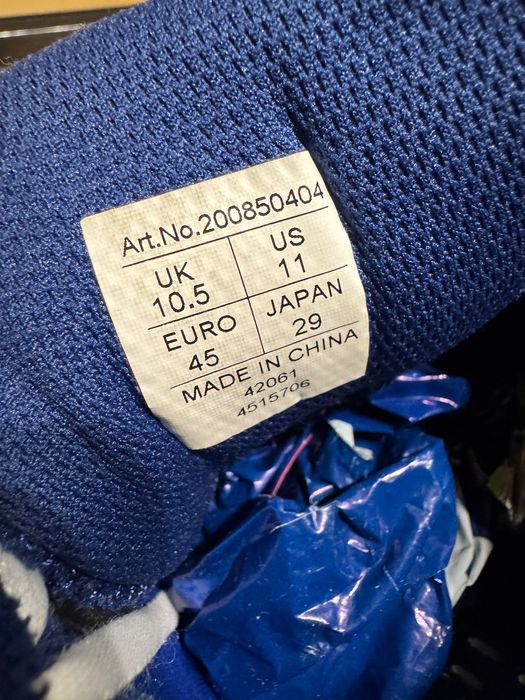 Art.No.200850404
UK US
10.5 11
EURO JAPAN
45 29
MADE IN CHINA
42061
4515706